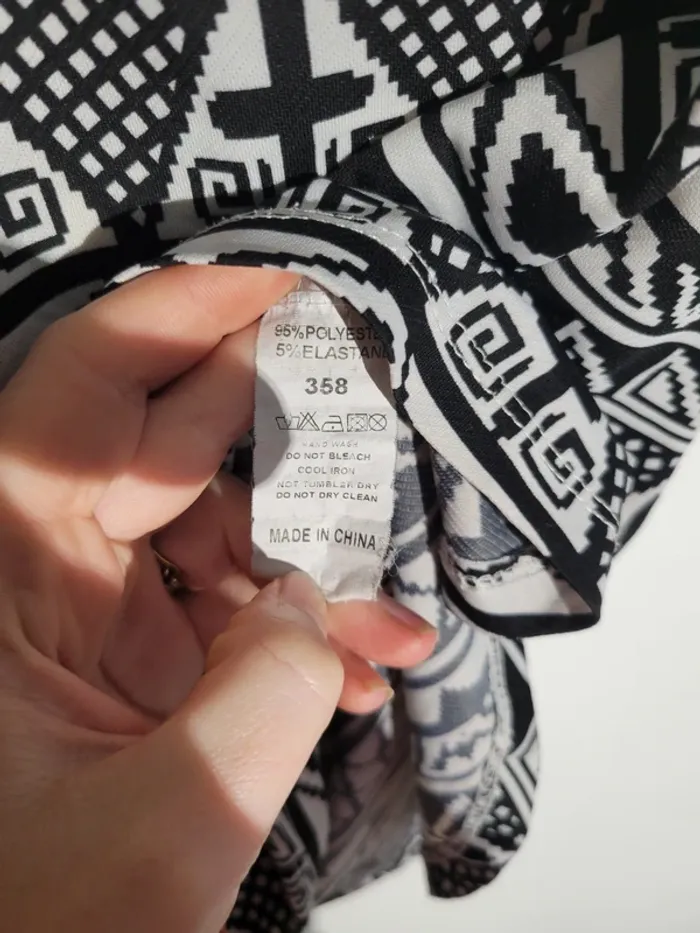 95%POLYESTE
5%ELASTAN
358
HAND WASH
DO NOT BLEACH
COOL IRON
NOT TUMBLER DRY
DO NOT DRY CLEAN
MADE IN CHINA